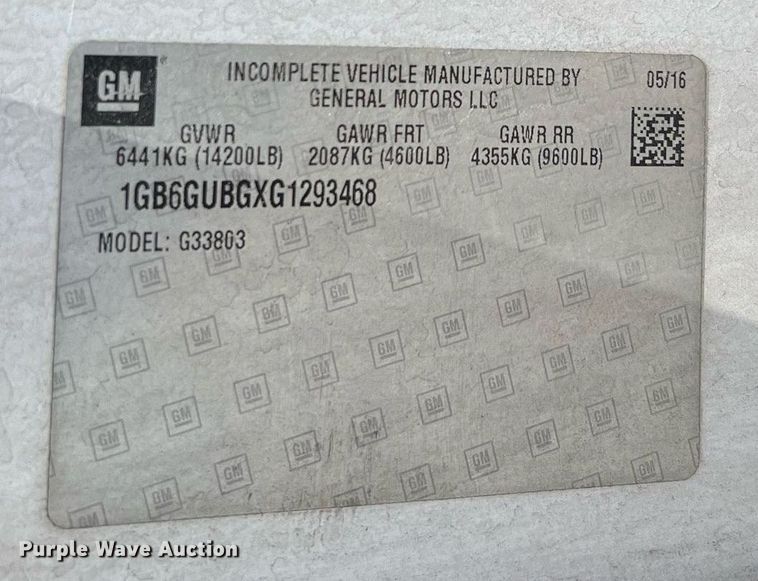 GM
INCOMPLETE VEHICLE MANUFACTURED BY
GENERAL MOTORS LLC
05/16
GVWR GAWR FRT GAWR RR
6441KG (14200LB) 2087KG (4600LB) 4355KG (9600LB)
1GB6GUBGXG1293468
MODEL: G33803
Purple Wave Auction